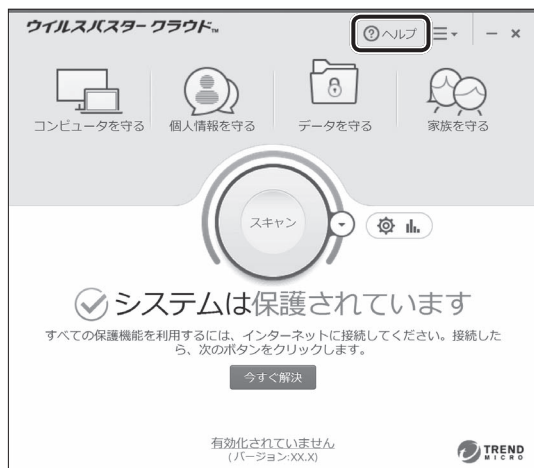 ウイルスバスター クラウド™
?ヘルプ
コンピュータを守る
個人情報を守る
データを守る
家族を守る
スキャン
システムは保護されています
すべての保護機能を利用するには、インターネットに接続してください。接続した
ら、次のボタンをクリックします。
今すぐ解決
有効化されていません
(バージョン:XX.X)
TREND
MICRO